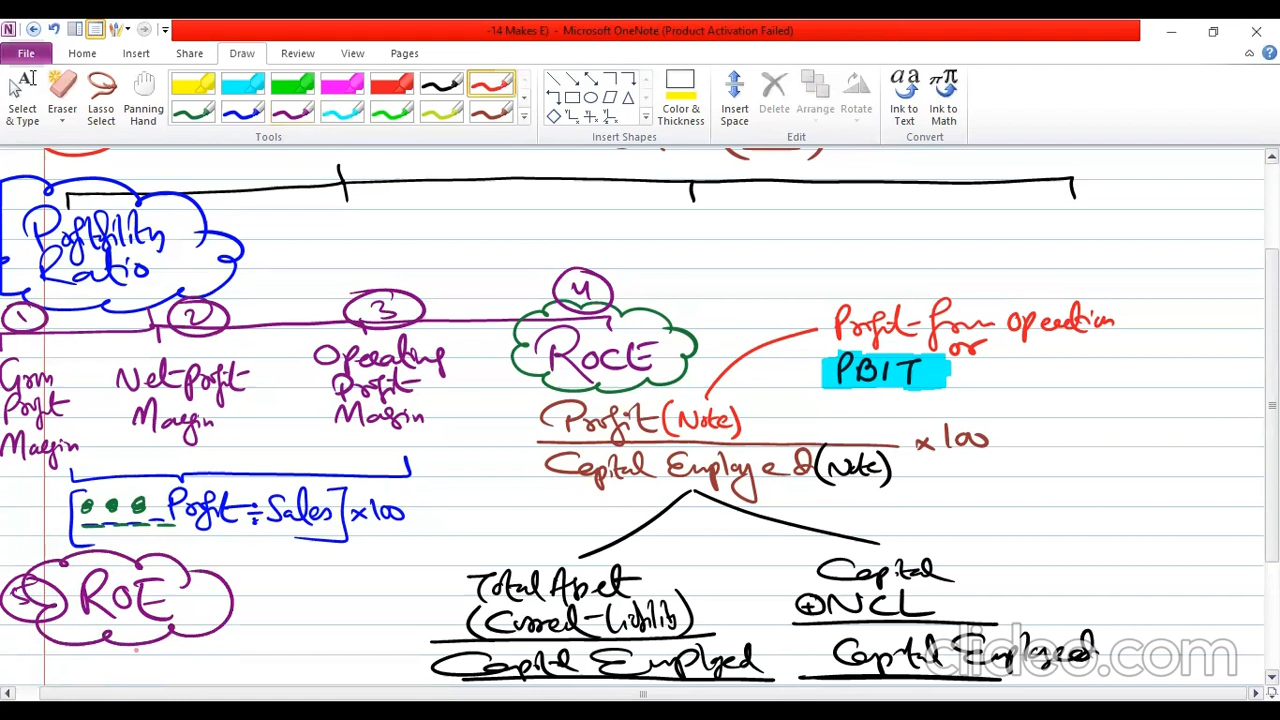 -14 Makes E) - Microsoft OneNote (Product Activation Failed)
File Home Insert Share Draw Review View Pages
Select & Type
Eraser
Lasso Select
Panning Hand
Color & Thickness
Insert Space
Delete
Arrange
Rotate
Ink to Text
Ink to Math
Tools
Insert Shapes
Edit
Convert
Ratio
1 2 3 4
Profit Margin
Net Profit Margin
Operating Profit Margin
ROCE
Profit from Operation
or
PBIT
Profit (Note)
Capital Employed (Note)
x 100
[... Profit ÷ Sales] x 100
5 ROE
Total Asset
(Current Liability)
Capital Employed
Capital
+ NCL
Capital Employed
clideo.com